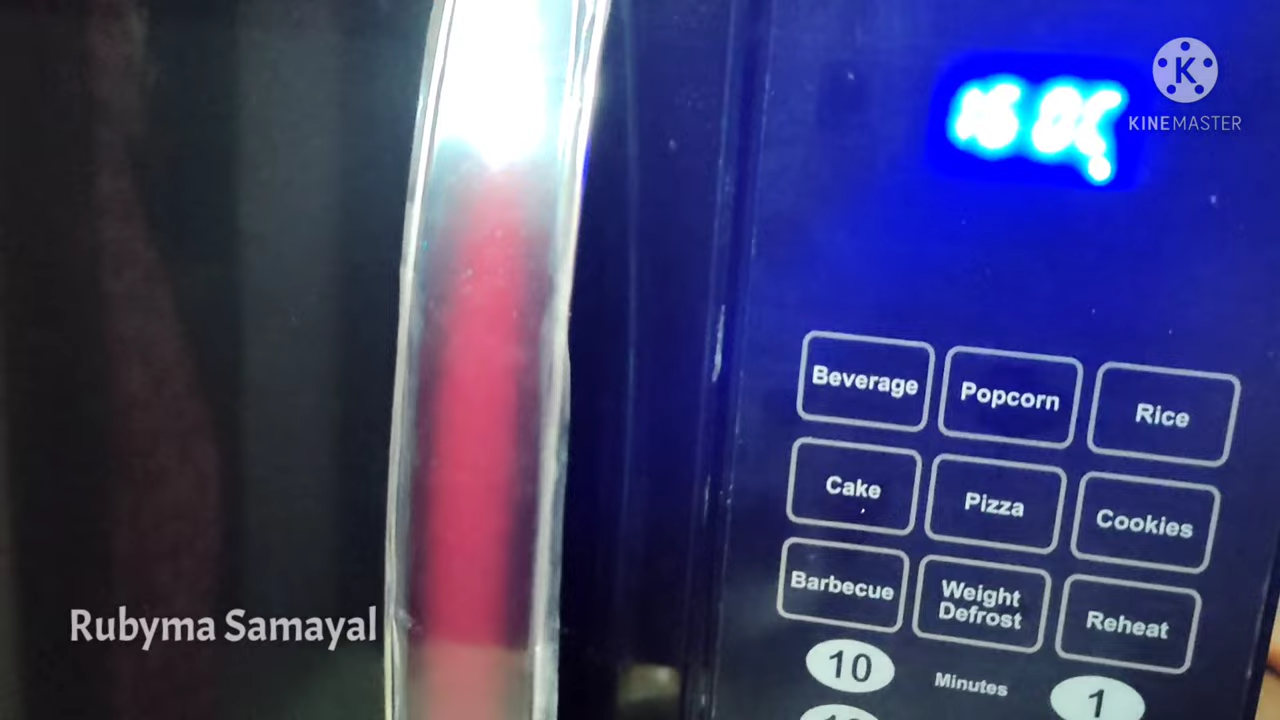 KINEMASTER
Beverage
Popcorn
Rice
Cake
Pizza
Cookies
Barbecue
Weight
Defrost
Reheat
Rubyma Samayal
10
Minutes
1